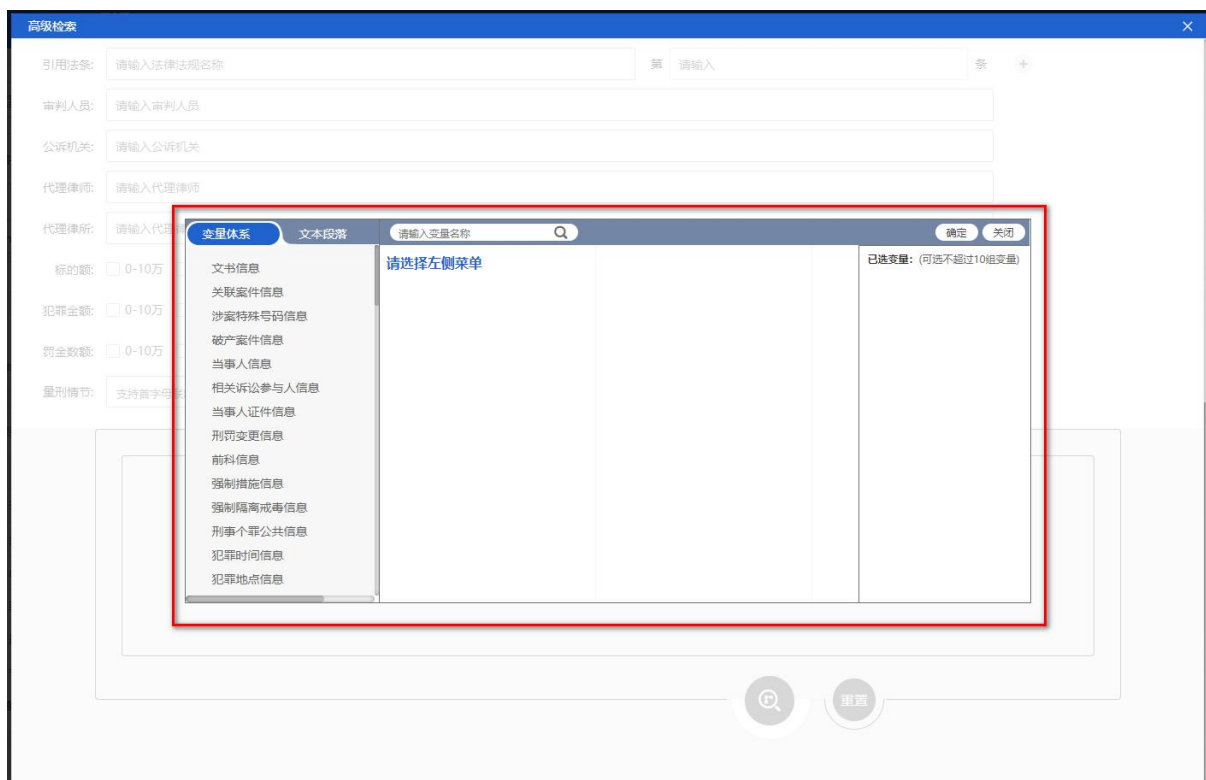 高级检索
引用法条: 请输入法律法规名称 第 请输入 条
审判人员: 请输入审判人员
公诉机关: 请输入公诉机关
代理律师: 请输入代理律师
代理律所: 请输入代理
标的额: 0-10万
犯罪金额: 0-10万
罚金数额: 0-10万
量刑情节: 支持首字母
变量体系 文本段落 请输入变量名称 确定 关闭
请选择左侧菜单
已选变量: (可选不超过10组变量)
文书信息
关联案件信息
涉案特殊号码信息
破产案件信息
当事人信息
相关诉讼参与人信息
当事人证件信息
刑罚变更信息
前科信息
强制措施信息
强制隔离戒毒信息
刑事个罪公共信息
犯罪时间信息
犯罪地点信息
重置